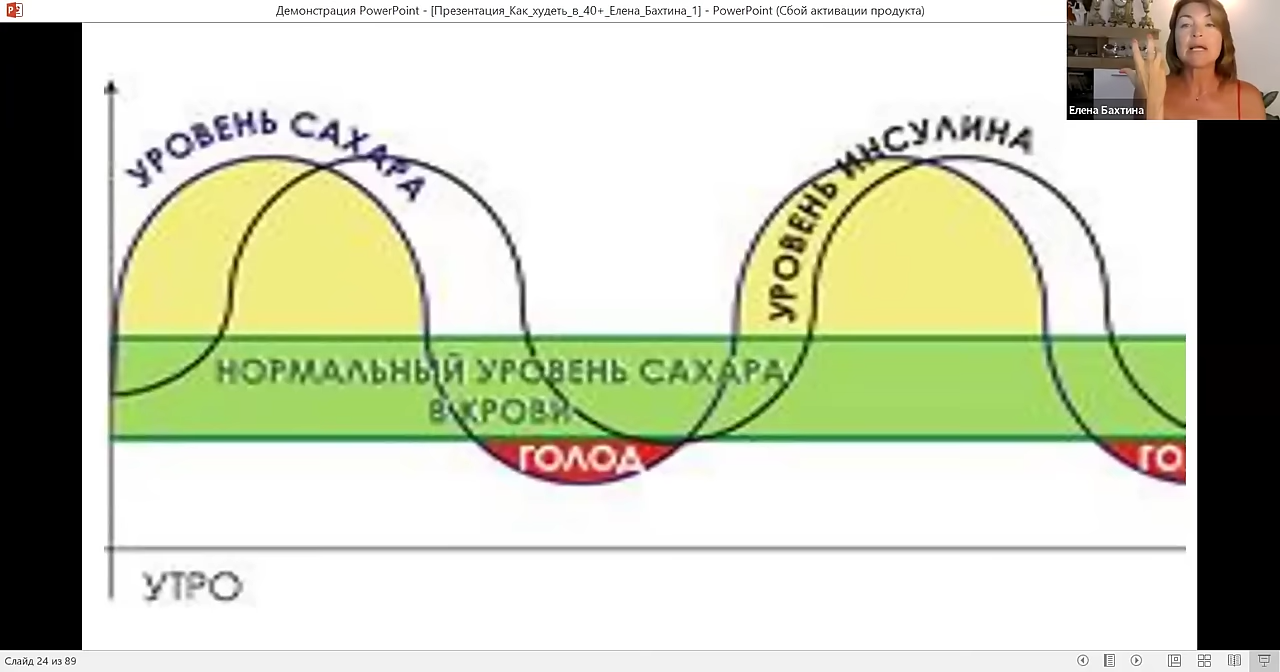 Демонстрация PowerPoint - [Презентация_Как_худеть_в_40+_Елена_Бахтина_1] - PowerPoint (Сбой активации продукта)
Елена Бахтина
УРОВЕНЬ САХАРА
УРОВЕНЬ ИНСУЛИНА
НОРМАЛЬНЫЙ УРОВЕНЬ САХАРА
В КРОВИ
ГОЛОД
ГО
УТРО
Слайд 24 из 89